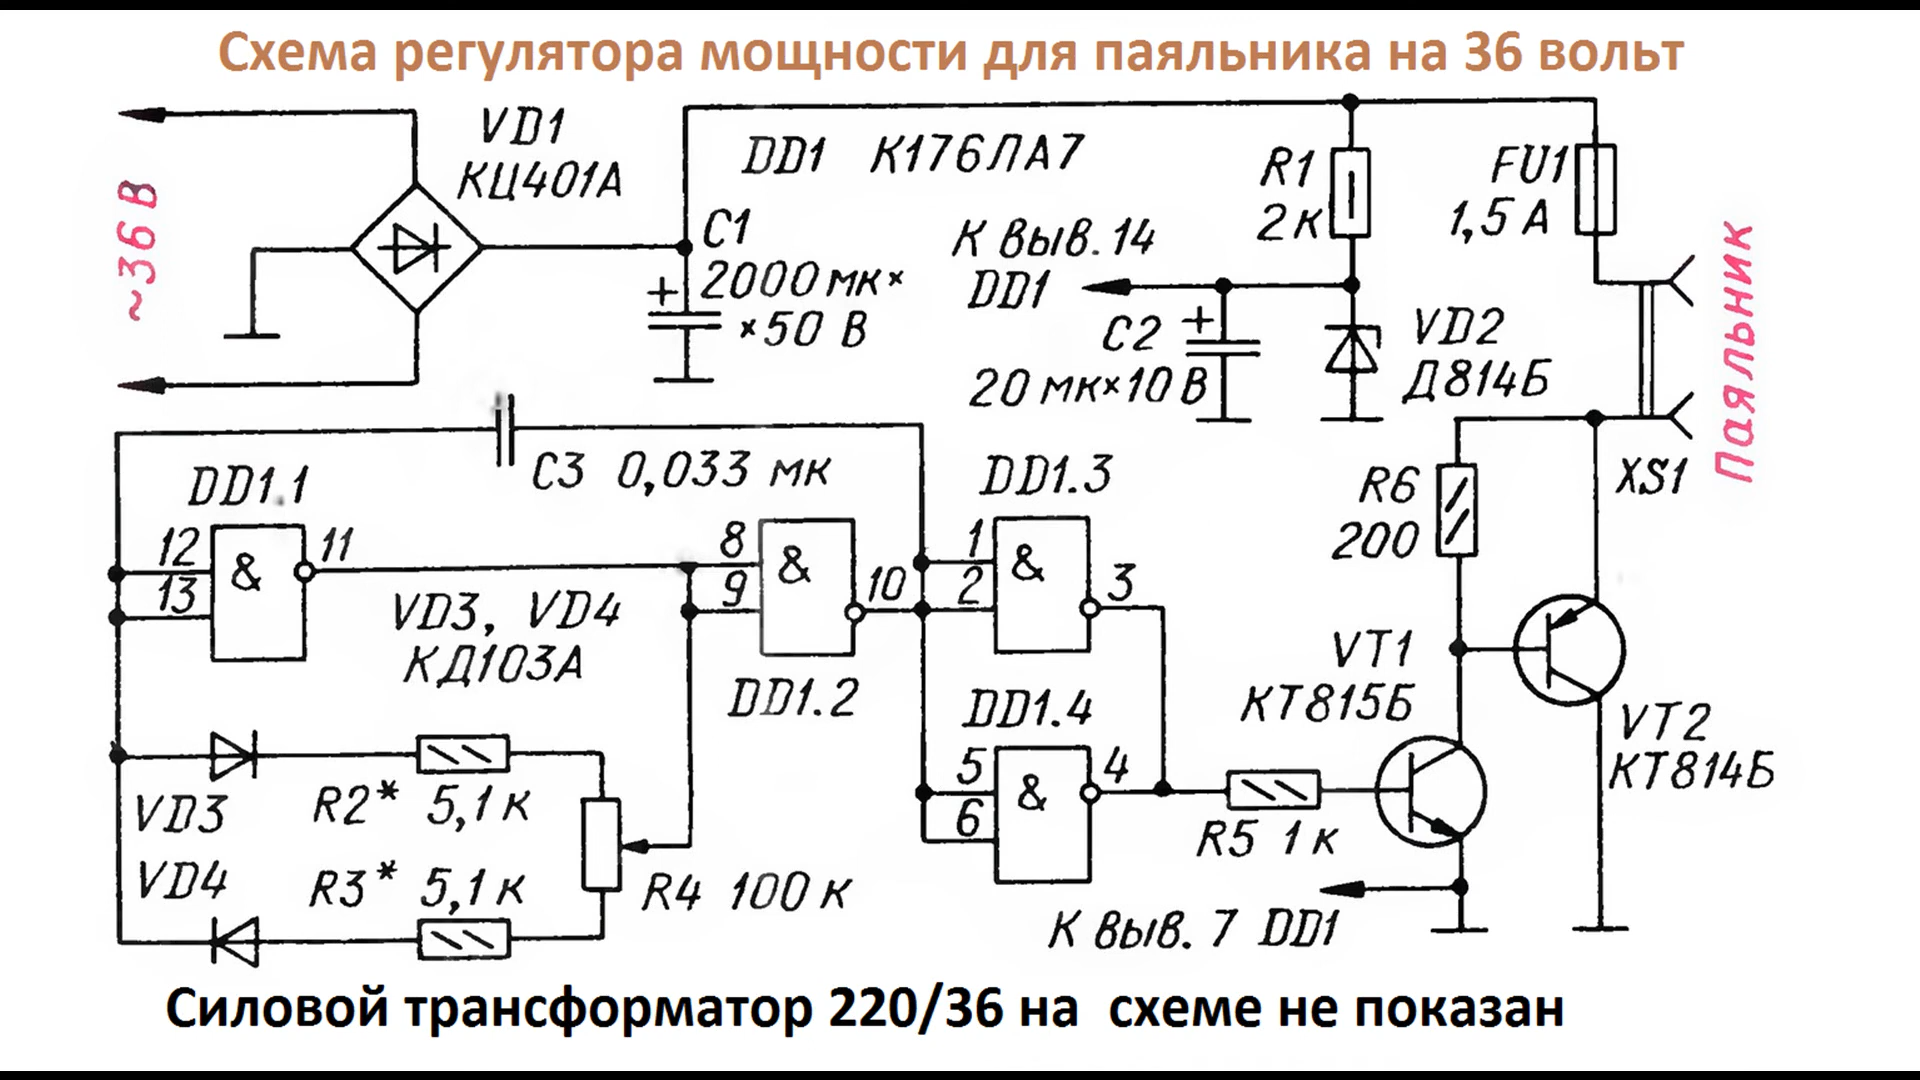 Схема регулятора мощности для паяльника на 36 вольт
~36 В
VD1
КЦ401А
DD1 К176ЛА7
C1
2000 мк×
×50 В
К выв. 14
DD1
R1
2 к
FU1
1,5 А
Паяльник
C2
20 мк×10 В
VD2
Д814Б
C3 0,033 мк
DD1.1
12
13
&
11
VD3, VD4
КД103А
8
9
&
10
DD1.2
DD1.3
1
2
&
3
DD1.4
5
6
&
4
R6
200
XS1
VT1
КТ815Б
VT2
КТ814Б
VD3
R2* 5,1 к
VD4
R3* 5,1 к
R4 100 к
R5 1 к
К выв. 7 DD1
Силовой трансформатор 220/36 на схеме не показан